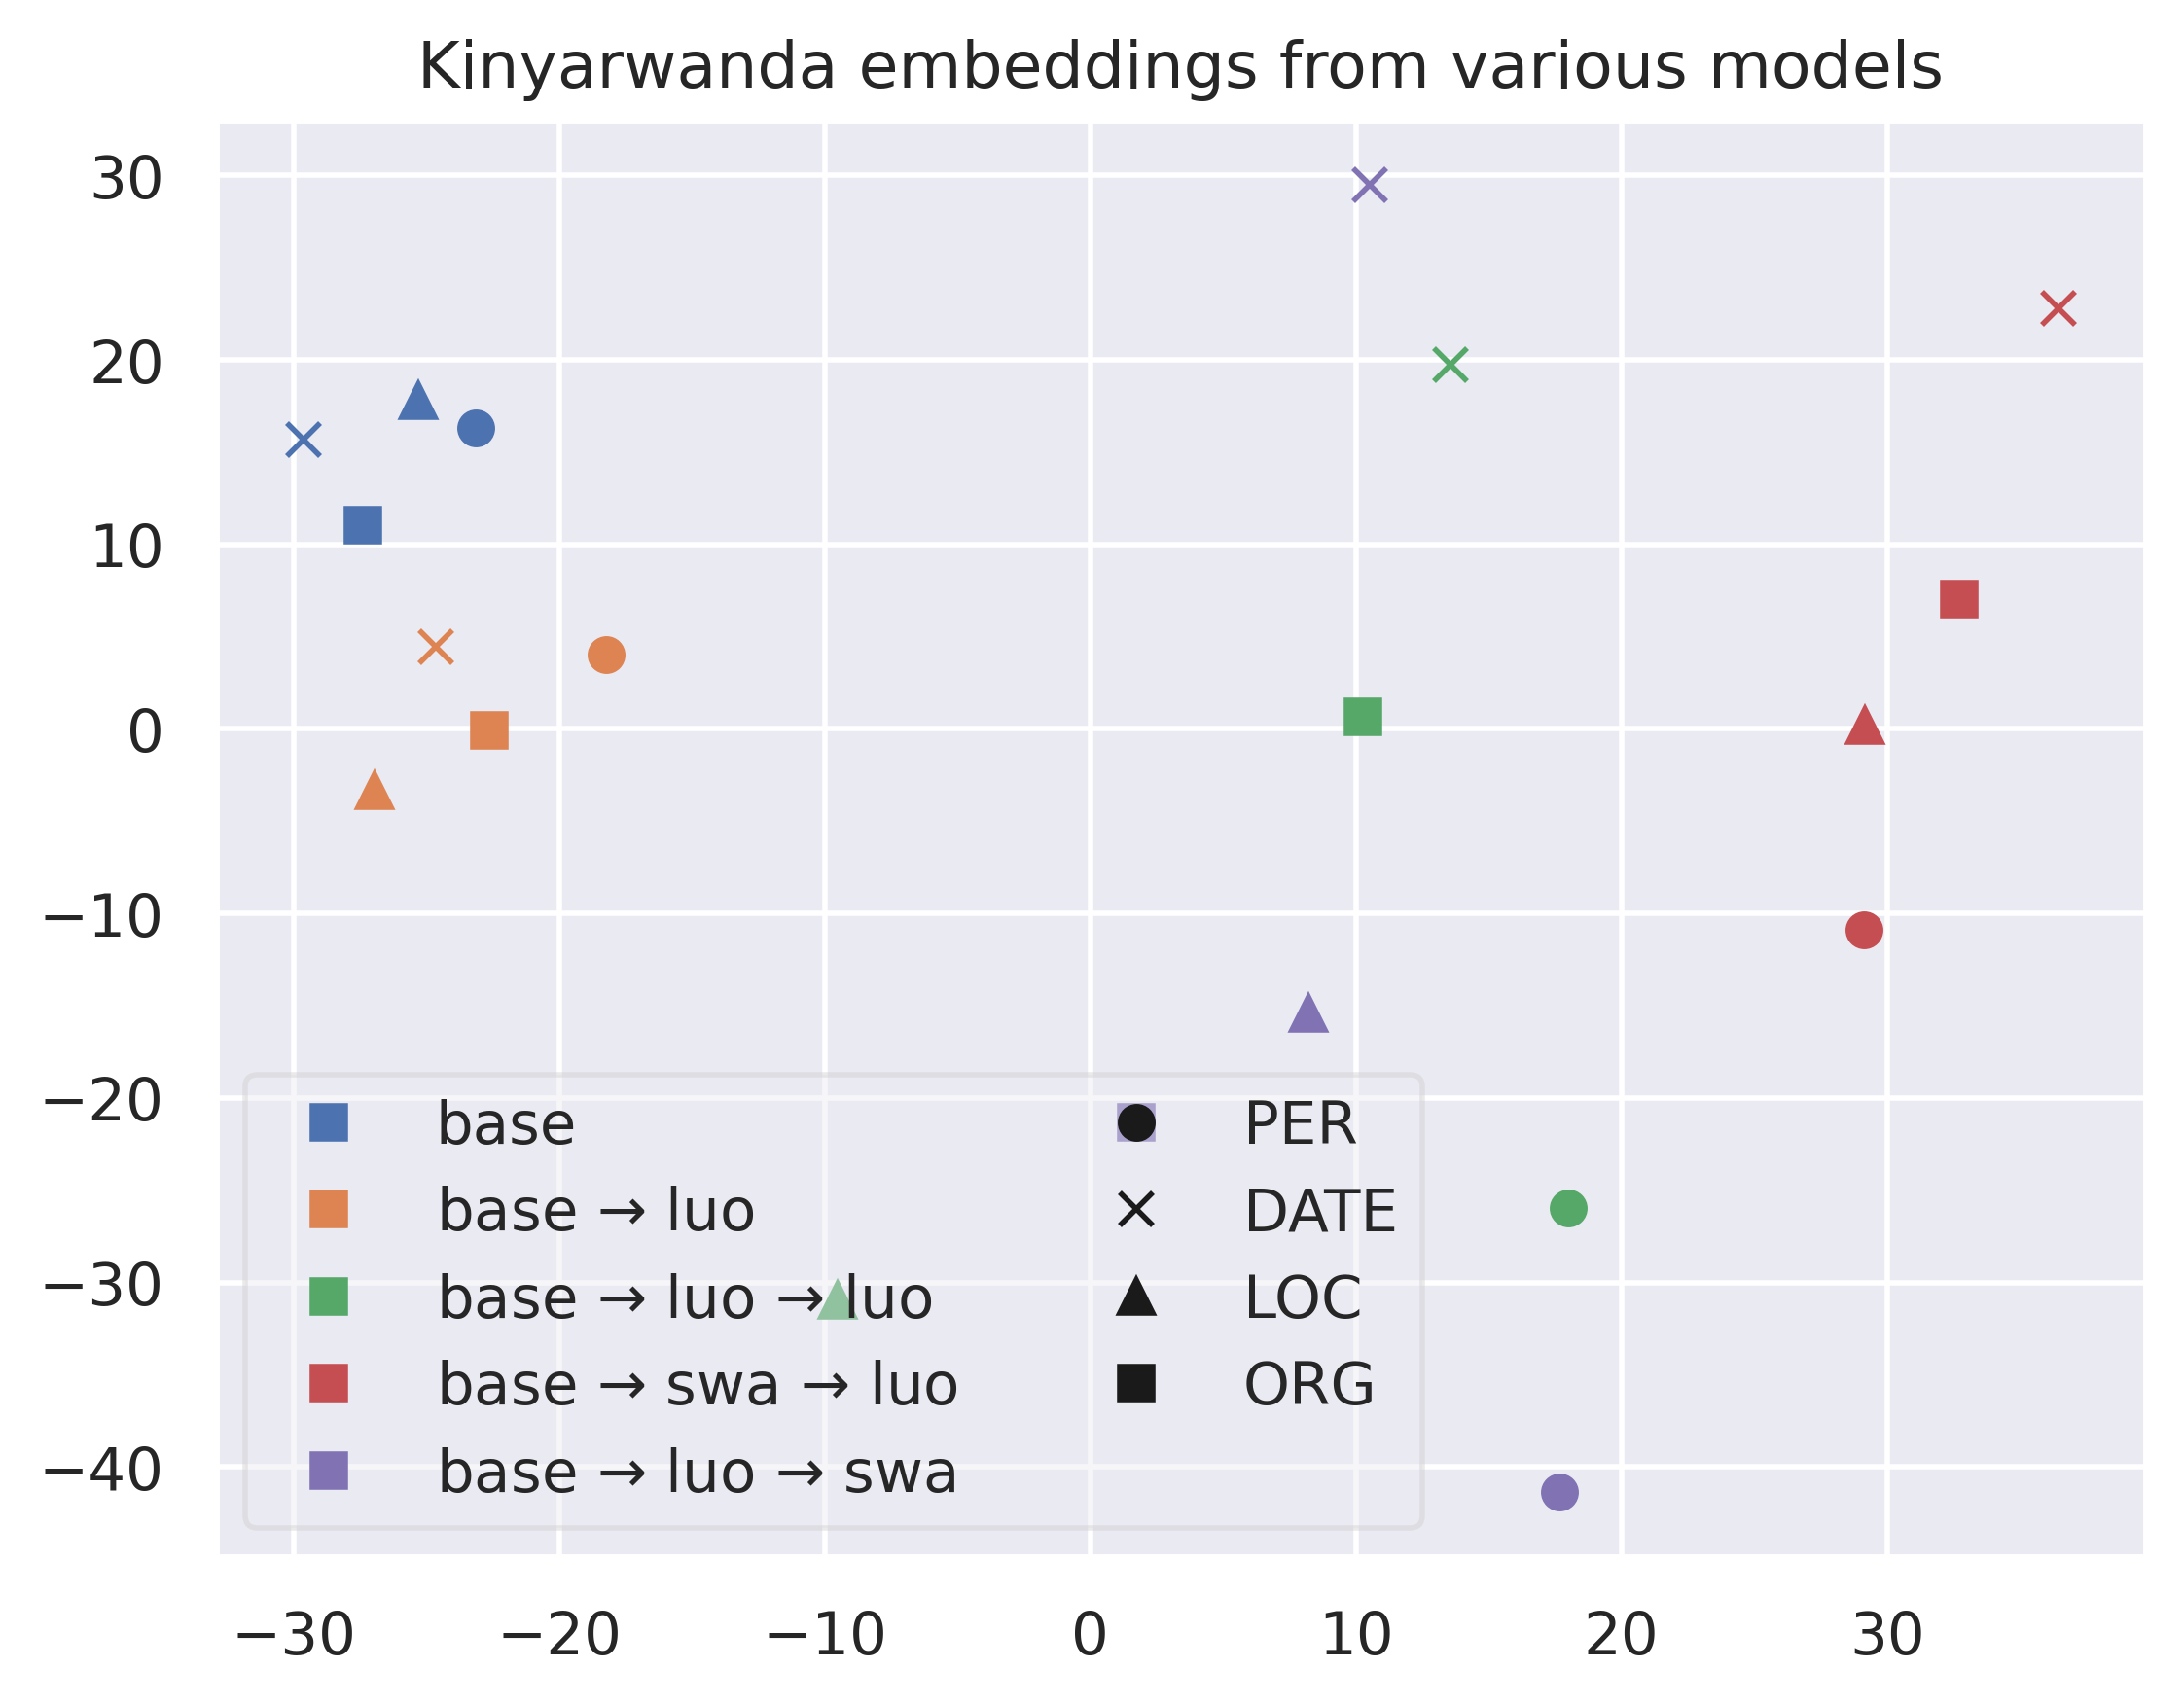 Kinyarwanda embeddings from various models
30
20
10
0
−10
−20
−30
−40
base
base → luo
base → luo → luo
base → swa → luo
base → luo → swa
PER
DATE
LOC
ORG
−30 −20 −10 0 10 20 30